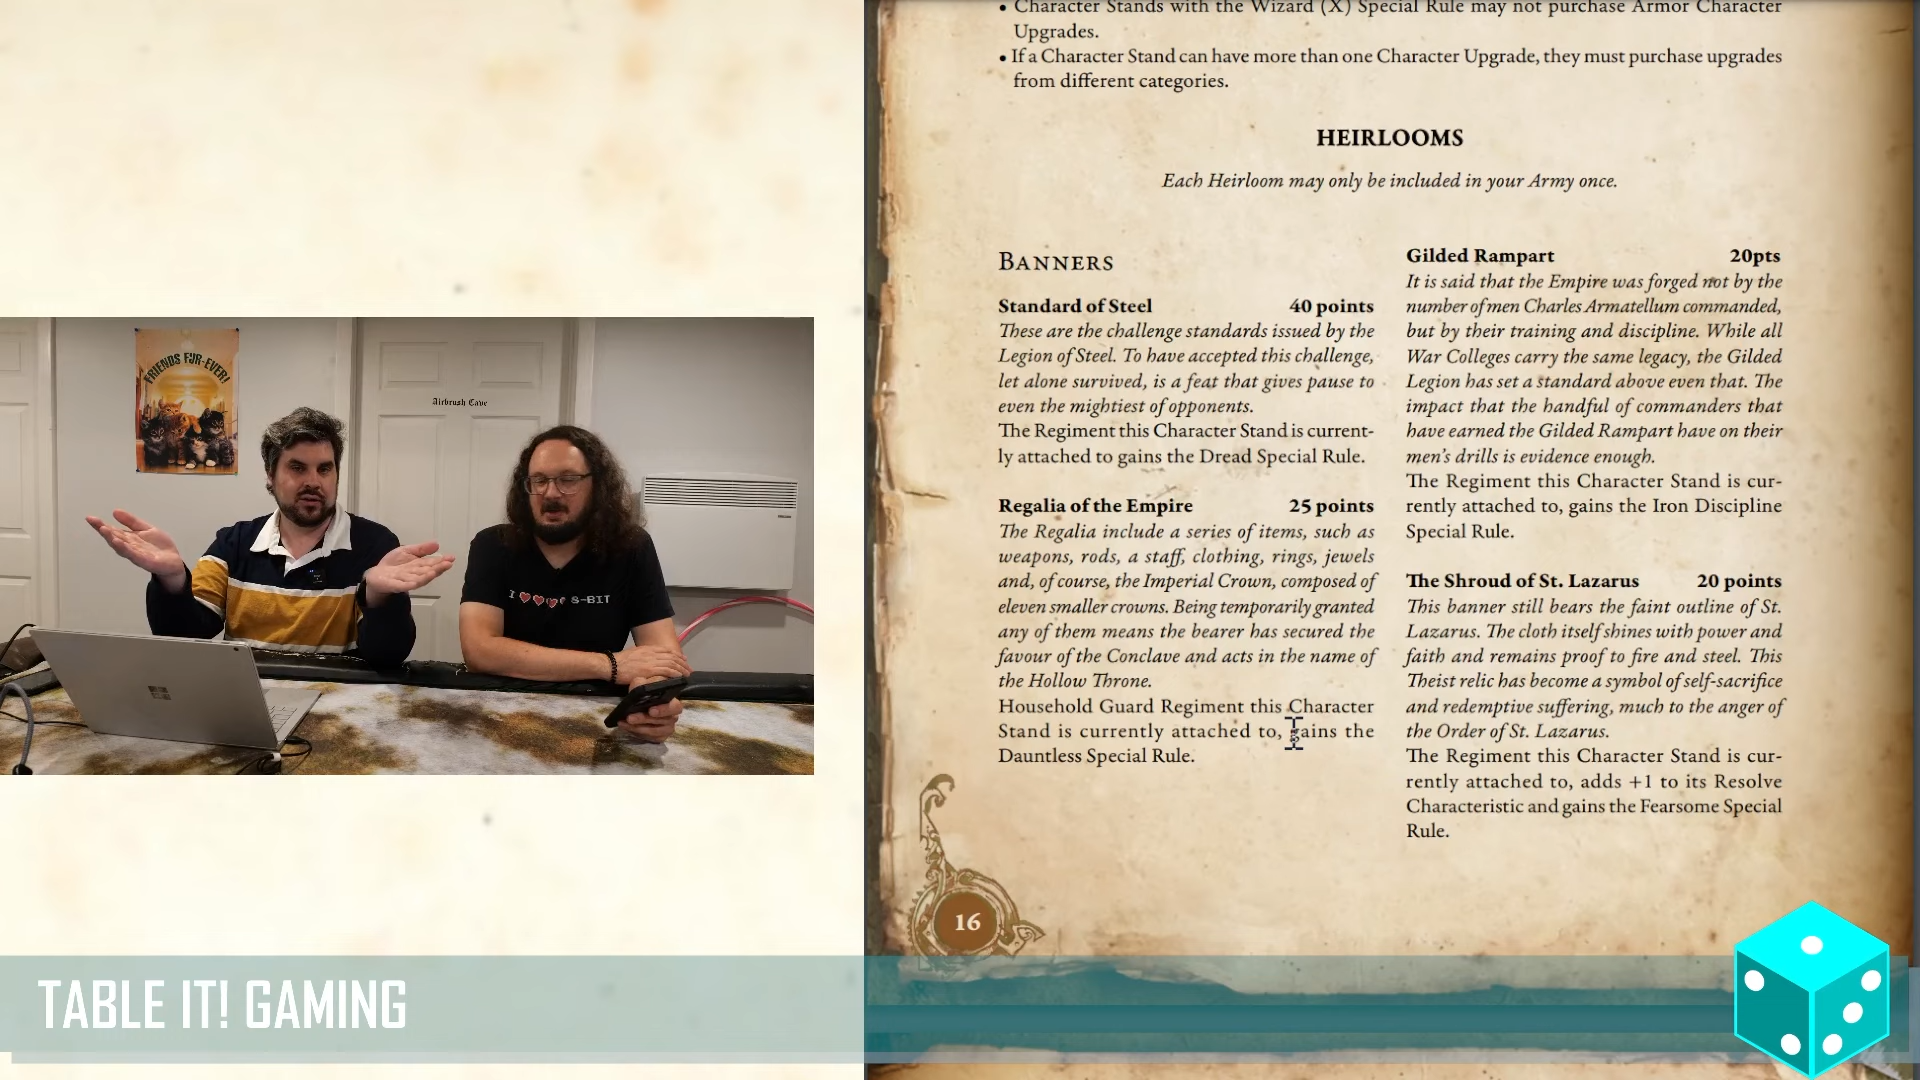 FRIENDS FUR-EVER!
Airbrush Cave
I 8-BIT
TABLE IT! GAMING
• Character Stands with the Wizard (X) Special Rule may not purchase Armor Character
Upgrades.
• If a Character Stand can have more than one Character Upgrade, they must purchase upgrades
from different categories.
HEIRLOOMS
Each Heirloom may only be included in your Army once.
BANNERS
Standard of Steel 40 points
These are the challenge standards issued by the
Legion of Steel. To have accepted this challenge,
let alone survived, is a feat that gives pause to
even the mightiest of opponents.
The Regiment this Character Stand is current-
ly attached to gains the Dread Special Rule.
Regalia of the Empire 25 points
The Regalia include a series of items, such as
weapons, rods, a staff, clothing, rings, jewels
and, of course, the Imperial Crown, composed of
eleven smaller crowns. Being temporarily granted
any of them means the bearer has secured the
favour of the Conclave and acts in the name of
the Hollow Throne.
Household Guard Regiment this Character
Stand is currently attached to, gains the
Dauntless Special Rule.
Gilded Rampart 20pts
It is said that the Empire was forged not by the
number of men Charles Armatellum commanded,
but by their training and discipline. While all
War Colleges carry the same legacy, the Gilded
Legion has set a standard above even that. The
impact that the handful of commanders that
have earned the Gilded Rampart have on their
men's drills is evidence enough.
The Regiment this Character Stand is cur-
rently attached to, gains the Iron Discipline
Special Rule.
The Shroud of St. Lazarus 20 points
This banner still bears the faint outline of St.
Lazarus. The cloth itself shines with power and
faith and remains proof to fire and steel. This
Theist relic has become a symbol of self-sacrifice
and redemptive suffering, much to the anger of
the Order of St. Lazarus.
The Regiment this Character Stand is cur-
rently attached to, adds +1 to its Resolve
Characteristic and gains the Fearsome Special
Rule.
16